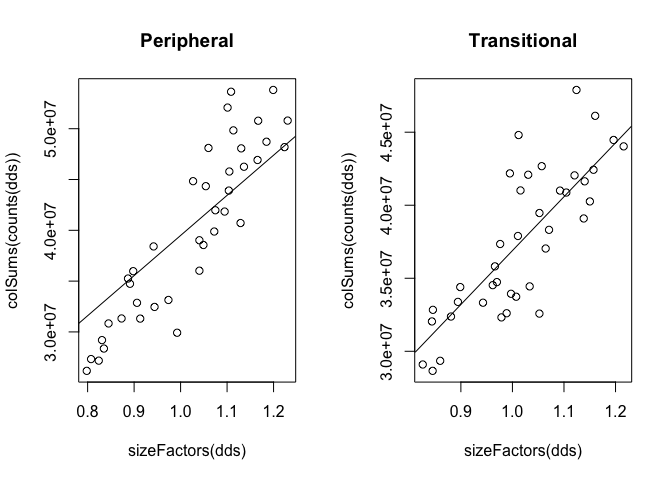 Peripheral
colSums(counts(dds))
5.0e+07
4.0e+07
3.0e+07
0.8 0.9 1.0 1.1 1.2
sizeFactors(dds)
Transitional
colSums(counts(dds))
4.5e+07
4.0e+07
3.5e+07
3.0e+07
0.9 1.0 1.1 1.2
sizeFactors(dds)